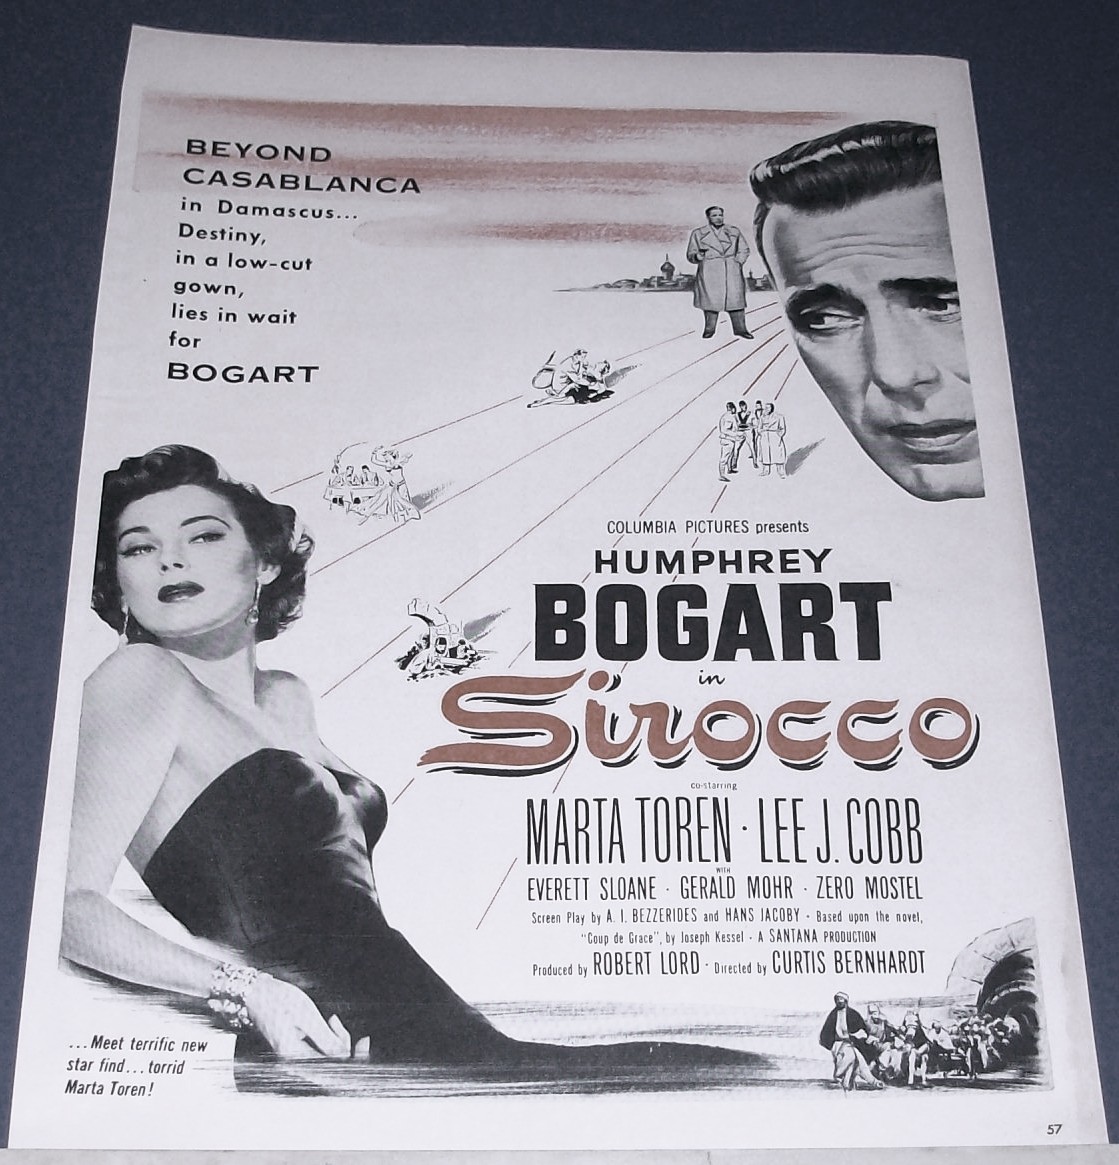 BEYOND
CASABLANCA
in Damascus...
Destiny,
in a low-cut
gown,
lies in wait
for
BOGART
COLUMBIA PICTURES presents
HUMPHREY
BOGART
in
Sirocco
co-starring
MARTA TOREN · LEE J. COBB
WITH
EVERETT SLOANE · GERALD MOHR · ZERO MOSTEL
Screen Play by A. I. BEZZERIDES and HANS JACOBY · Based upon the novel,
"Coup de Grace", by Joseph Kessel · A SANTANA PRODUCTION
Produced by ROBERT LORD · Directed by CURTIS BERNHARDT
...Meet terrific new
star find...torrid
Marta Toren!
57